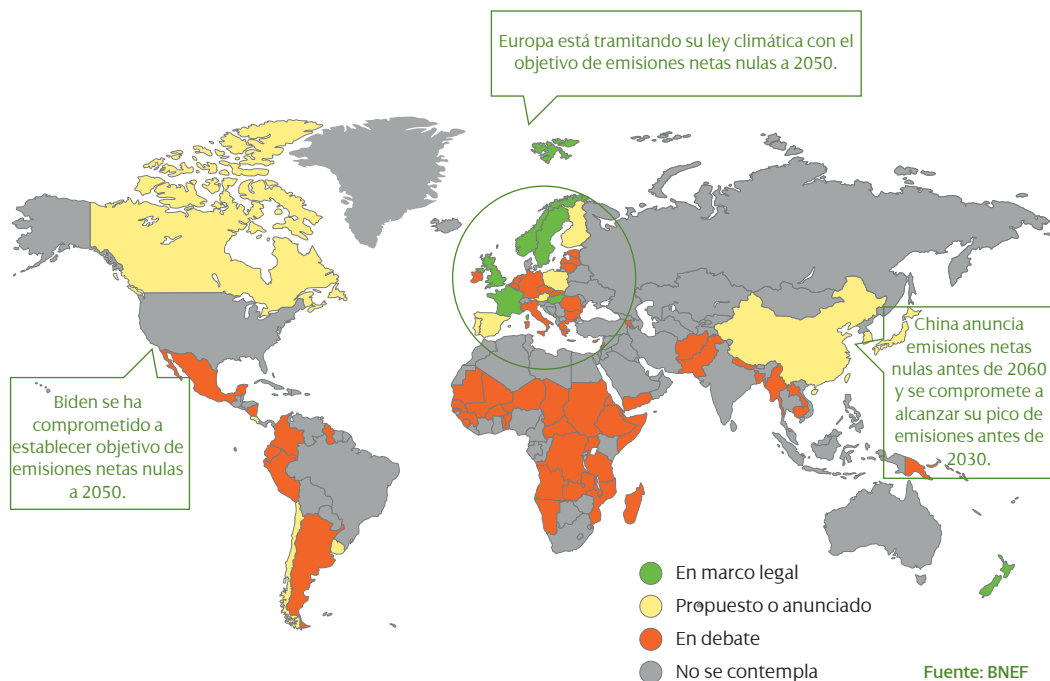 Europa está tramitando su ley climática con el
objetivo de emisiones netas nulas a 2050.
Biden se ha
comprometido a
establecer objetivo de
emisiones netas nulas
a 2050.
China anuncia
emisiones netas
nulas antes de 2060
y se compromete a
alcanzar su pico de
emisiones antes de
2030.
En marco legal
Propuesto o anunciado
En debate
No se contempla
Fuente: BNEF